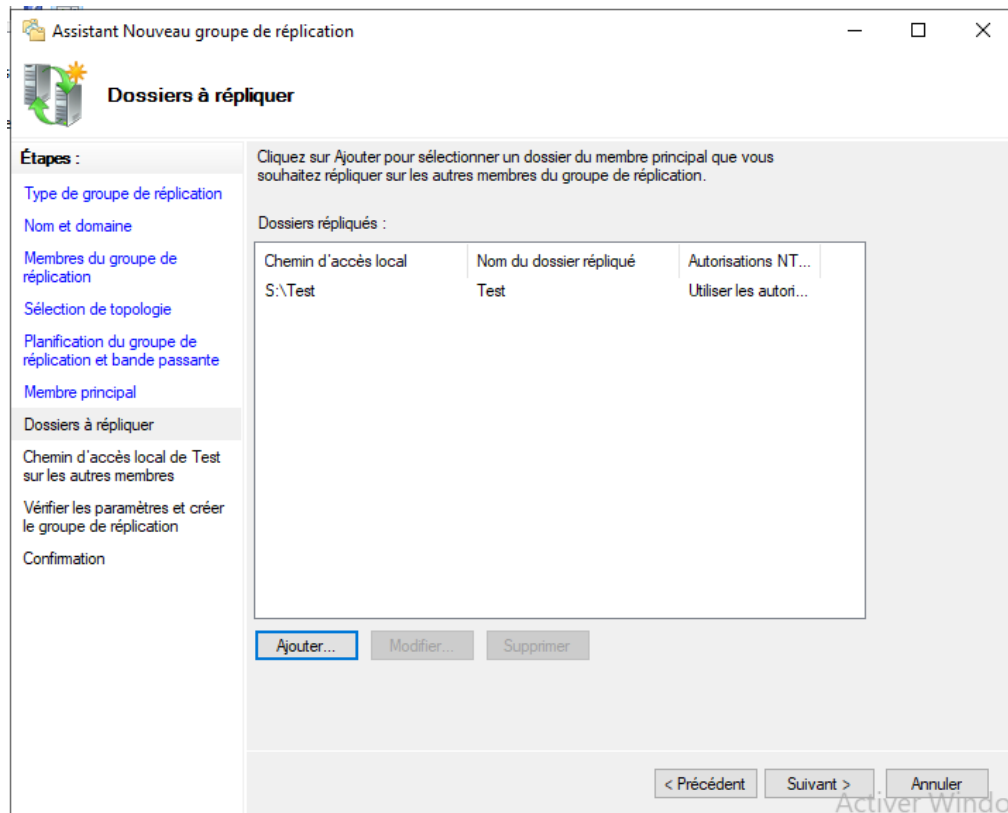 Assistant Nouveau groupe de réplication
Dossiers à répliquer
Étapes :
Type de groupe de réplication
Nom et domaine
Membres du groupe de
réplication
Sélection de topologie
Planification du groupe de
réplication et bande passante
Membre principal
Dossiers à répliquer
Chemin d'accès local de Test
sur les autres membres
Vérifier les paramètres et créer
le groupe de réplication
Confirmation
Cliquez sur Ajouter pour sélectionner un dossier du membre principal que vous
souhaitez répliquer sur les autres membres du groupe de réplication.
Dossiers répliqués :
Chemin d'accès local Nom du dossier répliqué Autorisations NT...
S:\Test Test Utiliser les autori...
Ajouter... Modifier... Supprimer
< Précédent Suivant > Annuler
Activer Windo